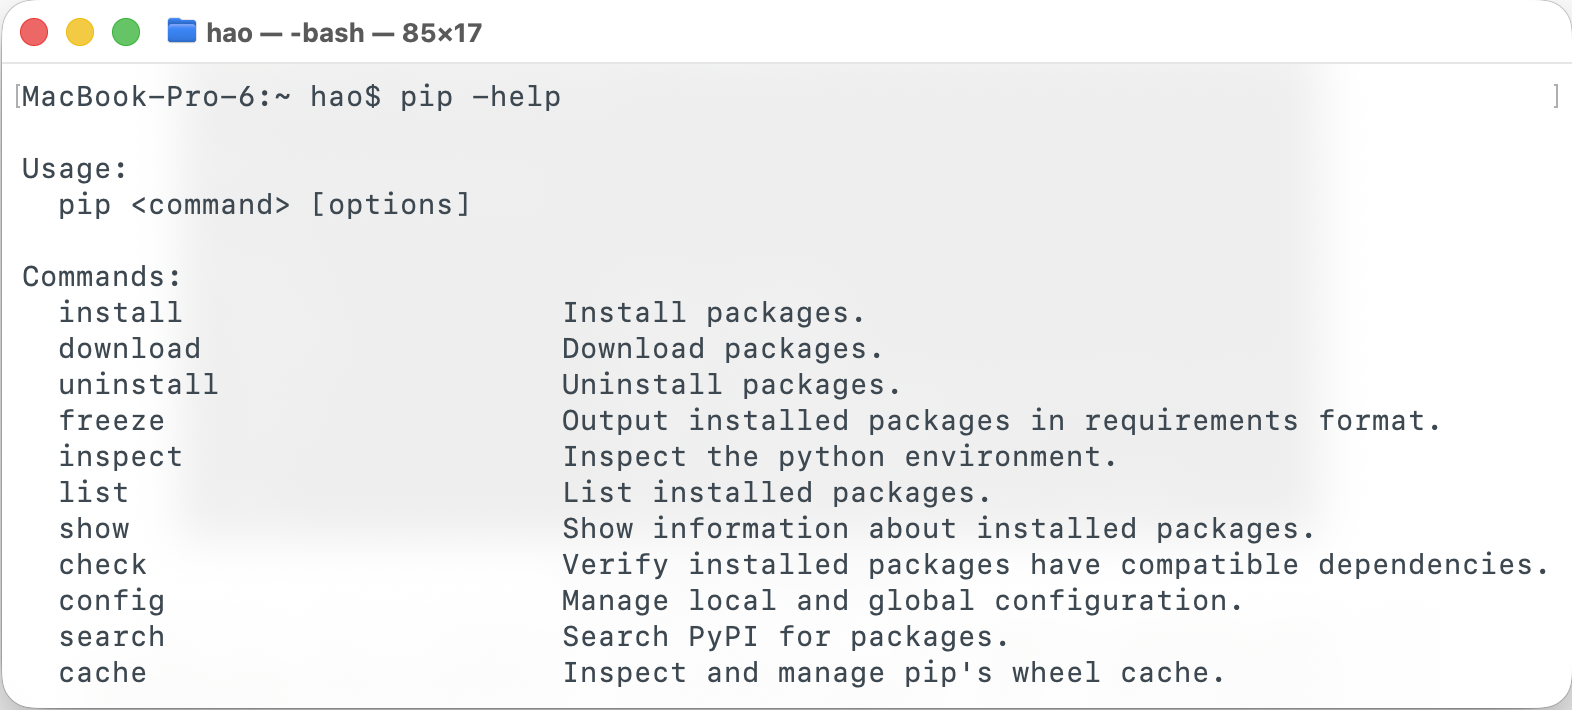 hao — -bash — 85×17
[MacBook-Pro-6:~ hao$ pip -help ]
Usage:
pip <command> [options]
Commands:
install Install packages.
download Download packages.
uninstall Uninstall packages.
freeze Output installed packages in requirements format.
inspect Inspect the python environment.
list List installed packages.
show Show information about installed packages.
check Verify installed packages have compatible dependencies.
config Manage local and global configuration.
search Search PyPI for packages.
cache Inspect and manage pip's wheel cache.